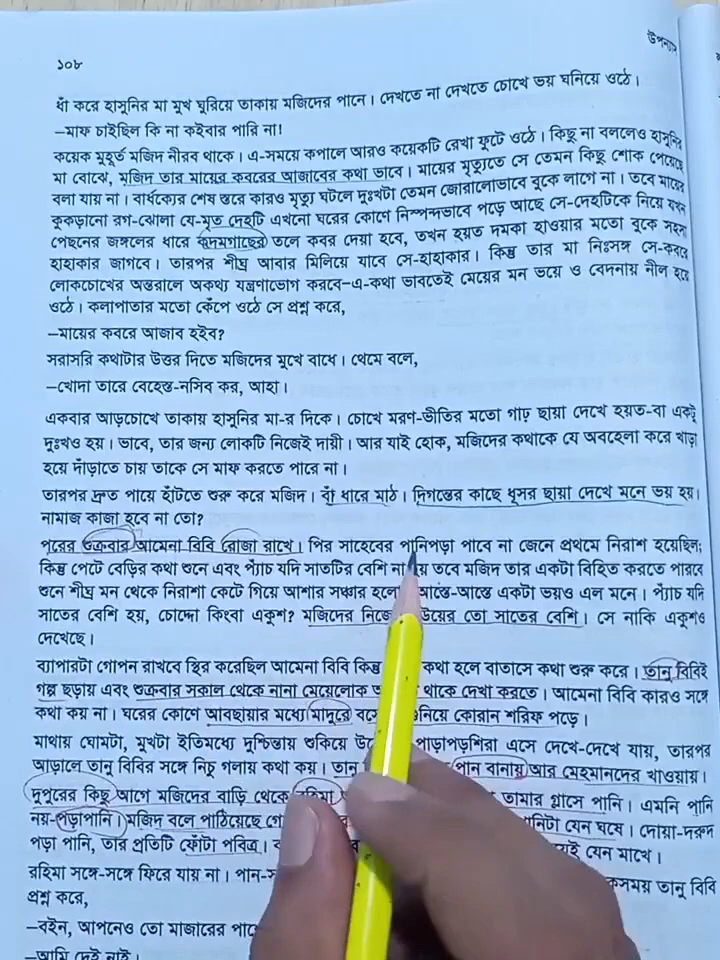 উপন্যাস
১০৮
ধাঁ করে হাসুনির মা মুখ ঘুরিয়ে তাকায় মজিদের পানে। দেখতে না দেখতে চোখে ভয় ঘনিয়ে ওঠে।
–মাফ চাইছিল কি না কইবার পারি না!
কয়েক মুহূর্ত মজিদ নীরব থাকে। এ-সময়ে কপালে আরও কয়েকটি রেখা ফুটে ওঠে। কিছু না বললেও হাসুনির
মা বোঝে, মজিদ তার মায়ের কবরের আজাবের কথা ভাবে। মায়ের মৃত্যুতে সে তেমন কিছু শোক পেয়েছে
বলা যায় না। বার্ধক্যের শেষ স্তরে কারও মৃত্যু ঘটলে দুঃখটা তেমন জোরালোভাবে বুকে লাগে না। তবে মায়ের
কুকড়ানো রগ-ঝোলা যে-মৃত দেহটি এখনো ঘরের কোণে নিস্পন্দভাবে পড়ে আছে সে-দেহটিকে নিয়ে যখন
পেছনের জঙ্গলের ধারে কদমগাছের তলে কবর দেয়া হবে, তখন হয়ত দমকা হাওয়ার মতো বুকে সহসা
হাহাকার জাগবে। তারপর শীঘ্র আবার মিলিয়ে যাবে সে-হাহাকার। কিন্তু তার মা নিঃসঙ্গ সে-কবরে
লোকচোখের অন্তরালে অকথ্য যন্ত্রণাভোগ করবে–এ-কথা ভাবতেই মেয়ের মন ভয়ে ও বেদনায় নীল হয়ে
ওঠে। কলাপাতার মতো কেঁপে ওঠে সে প্রশ্ন করে,
–মায়ের কবরে আজাব হইব?
সরাসরি কথাটার উত্তর দিতে মজিদের মুখে বাধে। থেমে বলে,
–খোদা তারে বেহেস্ত-নসিব কর, আহা।
একবার আড়চোখে তাকায় হাসুনির মা-র দিকে। চোখে মরণ-ভীতির মতো গাঢ় ছায়া দেখে হয়ত-বা একটু
দুঃখও হয়। ভাবে, তার জন্য লোকটি নিজেই দায়ী। আর যাই হোক, মজিদের কথাকে যে অবহেলা করে খাড়া
হয়ে দাঁড়াতে চায় তাকে সে মাফ করতে পারে না।
তারপর দ্রুত পায়ে হাঁটতে শুরু করে মজিদ। বাঁ ধারে মাঠ। দিগন্তের কাছে ধূসর ছায়া দেখে মনে ভয় হয়।
নামাজ কাজা হবে না তো?
পরের শুক্রবার আমেনা বিবি রোজা রাখে। পির সাহেবের পানিপড়া পাবে না জেনে প্রথমে নিরাশ হয়েছিল;
কিন্তু পেটে বেড়ির কথা শুনে এবং প্যাঁচ যদি সাতটির বেশি না হয় তবে মজিদ তার একটা বিহিত করতে পারবে
শুনে শীঘ্র মন থেকে নিরাশা কেটে গিয়ে আশার সঞ্চার হলো। আস্তে-আস্তে একটা ভয়ও এল মনে। প্যাঁচ যদি
সাতের বেশি হয়, চোদ্দো কিংবা একুশ? মজিদের নিজে উয়ের তো সাতের বেশি। সে নাকি একুশও
দেখেছে।
ব্যাপারটা গোপন রাখবে স্থির করেছিল আমেনা বিবি কিন্তু কথা হলে বাতাসে কথা শুরু করে। তানু বিবিই
গল্প ছড়ায় এবং শুক্রবার সকাল থেকে নানা মেয়েলোক থাকে দেখা করতে। আমেনা বিবি কারও সঙ্গে
কথা কয় না। ঘরের কোণে আবছায়ার মধ্যে মাদুরে বসে গুনিয়ে কোরান শরিফ পড়ে।
মাথায় ঘোমটা, মুখটা ইতিমধ্যে দুশ্চিন্তায় শুকিয়ে পাড়াপড়শিরা এসে দেখে-দেখে যায়, তারপর
আড়ালে তানু বিবির সঙ্গে নিচু গলায় কথা কয়। তানু পান বানায় আর মেহমানদের খাওয়ায়।
দুপুরের কিছু আগে মজিদের বাড়ি থেকে রহিমা তামার গ্লাসে পানি। এমনি পানি
নয়-পড়াপানি। মজিদ বলে পাঠিয়েছে পানিটা যেন ঘষে। দোয়া-দরুদ
পড়া পানি, তার প্রতিটি ফোঁটা পবিত্র। যেন মাখে।
রহিমা সঙ্গে-সঙ্গে ফিরে যায় না। একসময় তানু বিবি
প্রশ্ন করে,
–বইন, আপনেও তো মাজারের
–আমি দেই নাই।